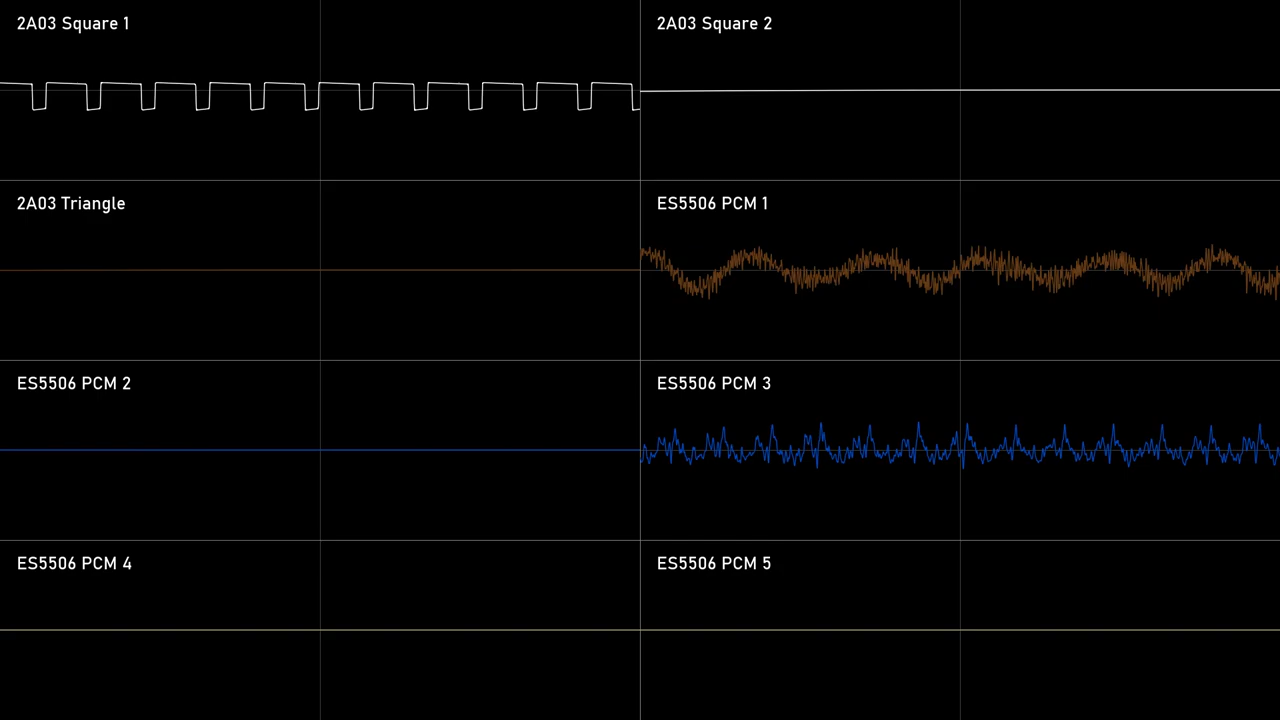 2A03 Square 1
2A03 Square 2
2A03 Triangle
ES5506 PCM 1
ES5506 PCM 2
ES5506 PCM 3
ES5506 PCM 4
ES5506 PCM 5